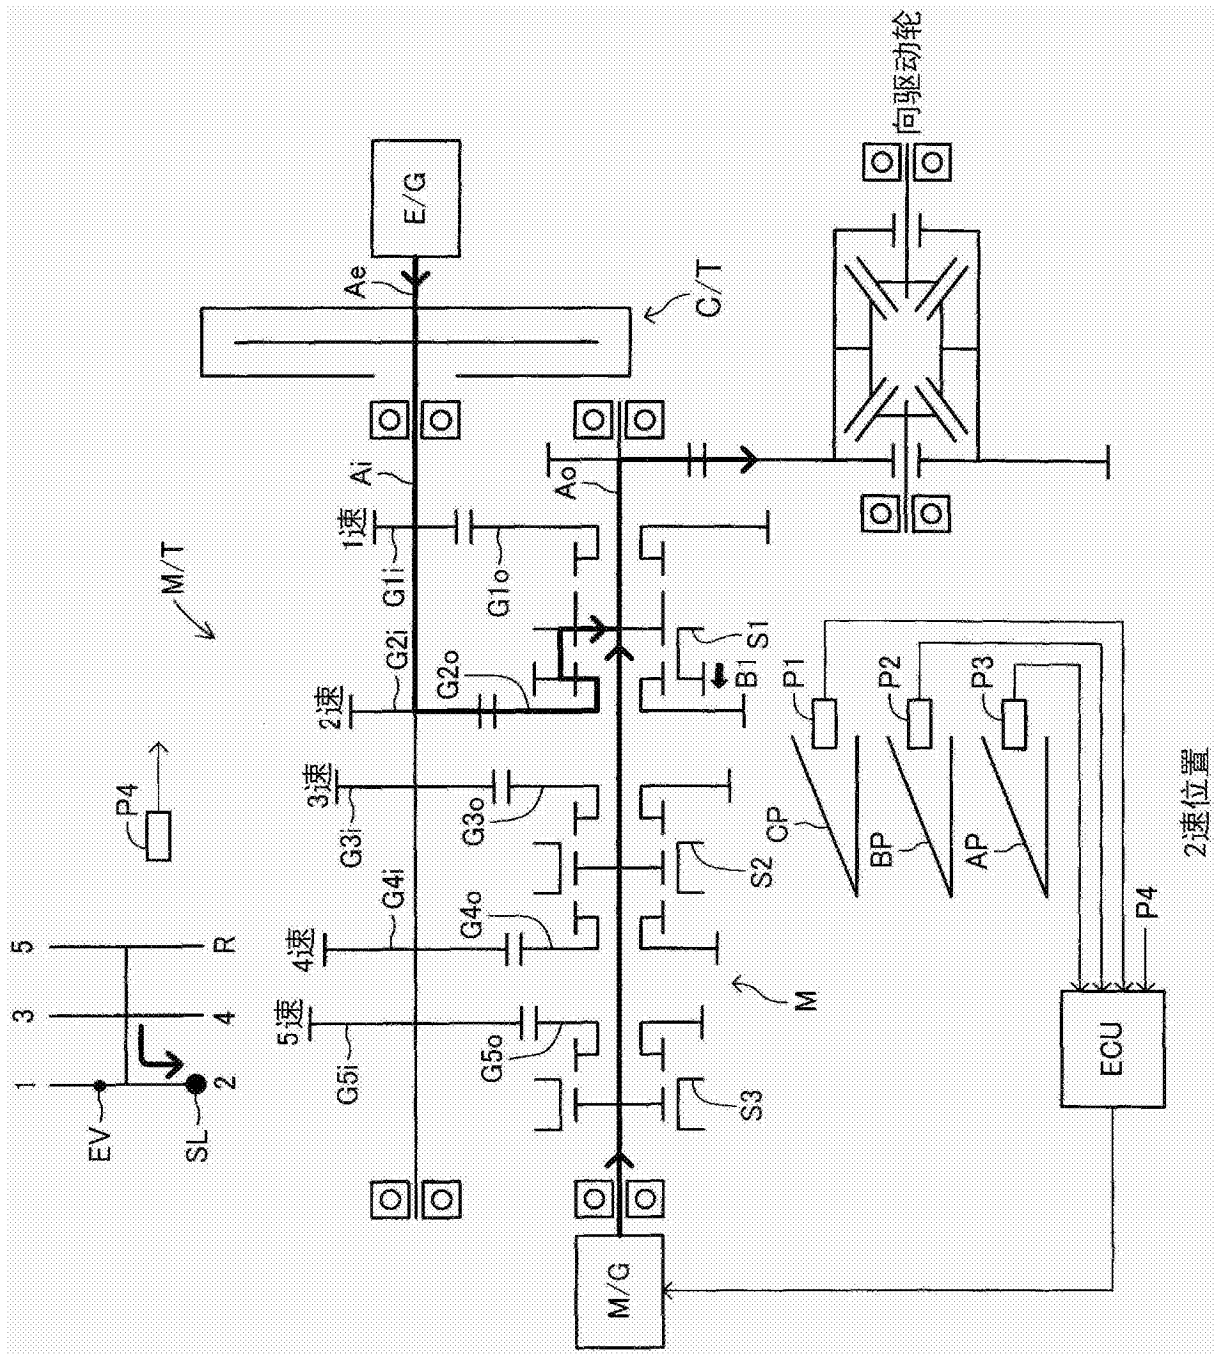 1
3
5
EV
SL
2
4
R
P4
M/T
1速
2速
3速
4速
5速
G1i
G2i
G3i
G4i
G5i
G1o
G2o
G3o
G4o
G5o
Ai
Ae
E/G
C/T
Ao
向驱动轮
S1
B1
S2
S3
M
M/G
P1
P2
P3
CP
BP
AP
P4
ECU
2速位置